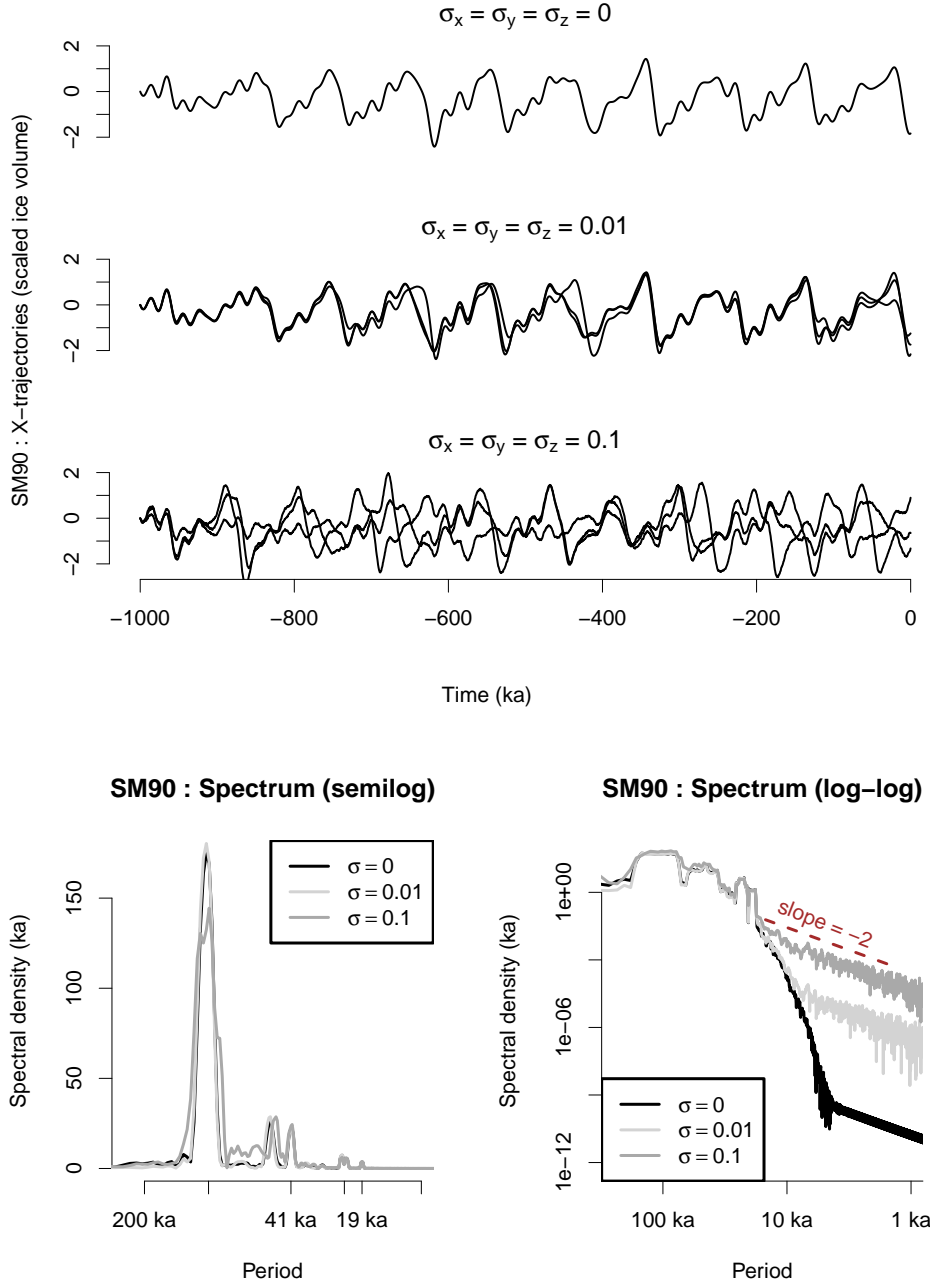 σx = σy = σz = 0
SM90 : X−trajectories (scaled ice volume)
2
0
−2
σx = σy = σz = 0.01
2
0
−2
σx = σy = σz = 0.1
2
0
−2
−1000 −800 −600 −400 −200 0
Time (ka)
SM90 : Spectrum (semilog)
Spectral density (ka)
150
100
50
0
σ = 0
σ = 0.01
σ = 0.1
200 ka 41 ka 19 ka
Period
SM90 : Spectrum (log−log)
Spectral density (ka)
1e+00
1e−06
1e−12
slope = −2
σ = 0
σ = 0.01
σ = 0.1
100 ka 10 ka 1 ka
Period